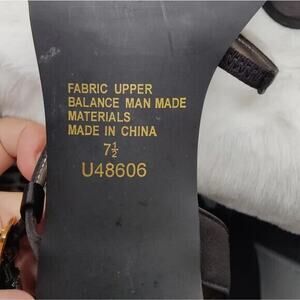 FABRIC UPPER
BALANCE MAN MADE
MATERIALS
MADE IN CHINA
7½
U48606